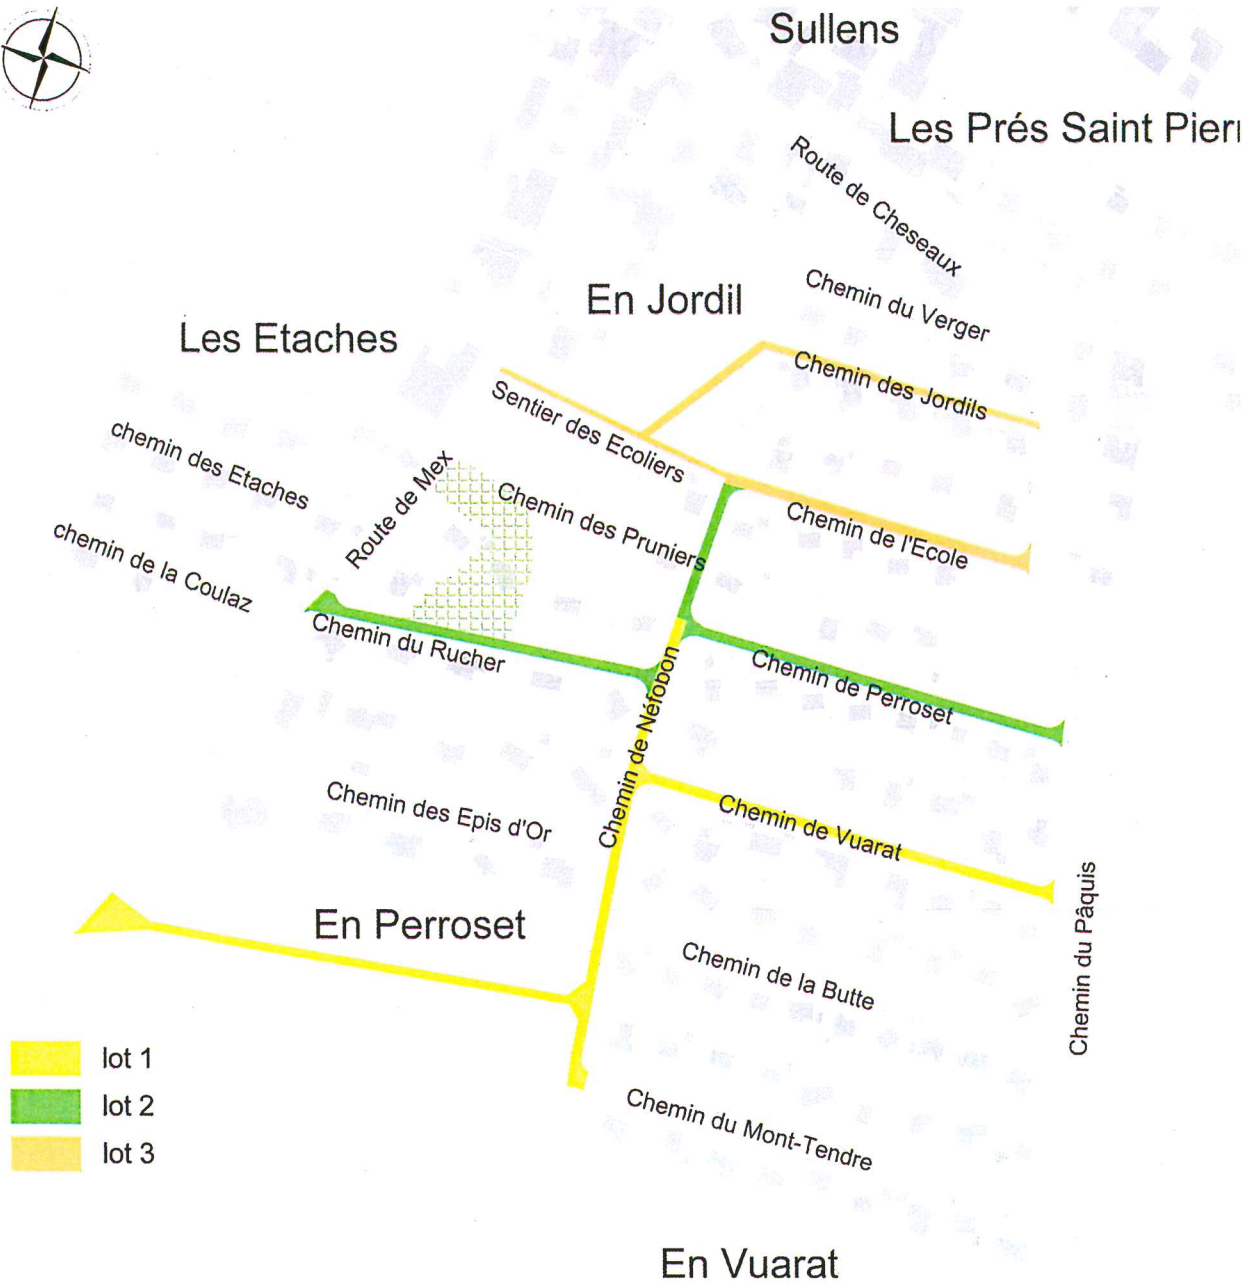 Sullens
Les Prés Saint Pier
Route de Cheseaux
Chemin du Verger
En Jordil
Les Etaches
Chemin des Jordils
Sentier des Ecoliers
chemin des Etaches
Route de Mex
Chemin des Pruniers
Chemin de l'Ecole
chemin de la Coulaz
Chemin du Rucher
Chemin de Perroset
Chemin de Néfobon
Chemin des Epis d'Or
Chemin de Vuarat
En Perroset
Chemin du Pâquis
Chemin de la Butte
lot 1
lot 2
lot 3
Chemin du Mont-Tendre
En Vuarat